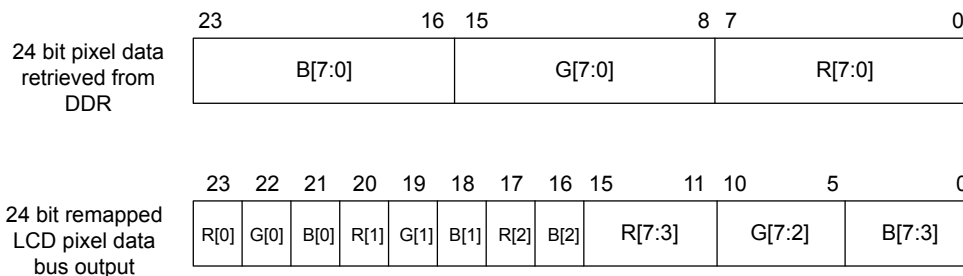 23 16 15 8 7 0
24 bit pixel data
retrieved from
DDR
B[7:0] G[7:0] R[7:0]
23 22 21 20 19 18 17 16 15 11 10 5 0
24 bit remapped
LCD pixel data
bus output
R[0] G[0] B[0] R[1] G[1] B[1] R[2] B[2] R[7:3] G[7:2] B[7:3]